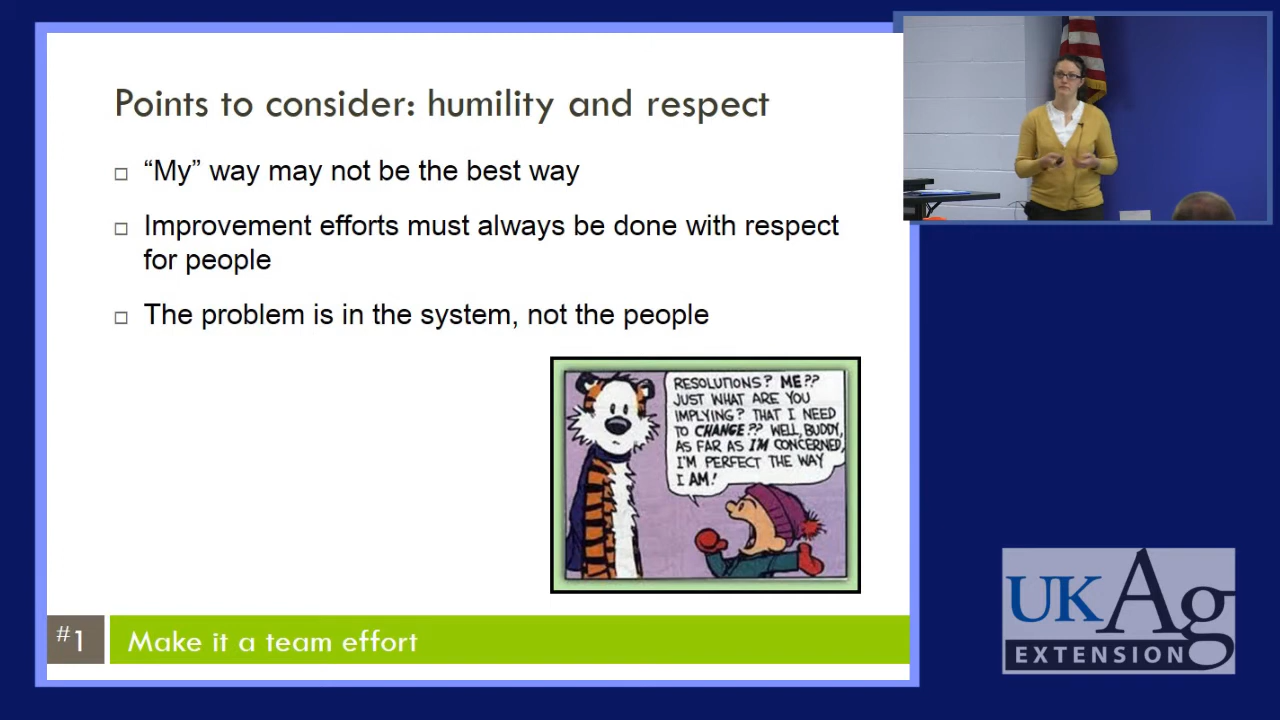 Points to consider: humility and respect
“My” way may not be the best way
Improvement efforts must always be done with respect
for people
The problem is in the system, not the people
RESOLUTIONS? ME??
JUST WHAT ARE YOU
IMPLYING? THAT I NEED
TO CHANGE?? WELL, BUDDY,
AS FAR AS I'M CONCERNED,
I'M PERFECT THE WAY
I AM!
#1 Make it a team effort
UKAg
EXTENSION